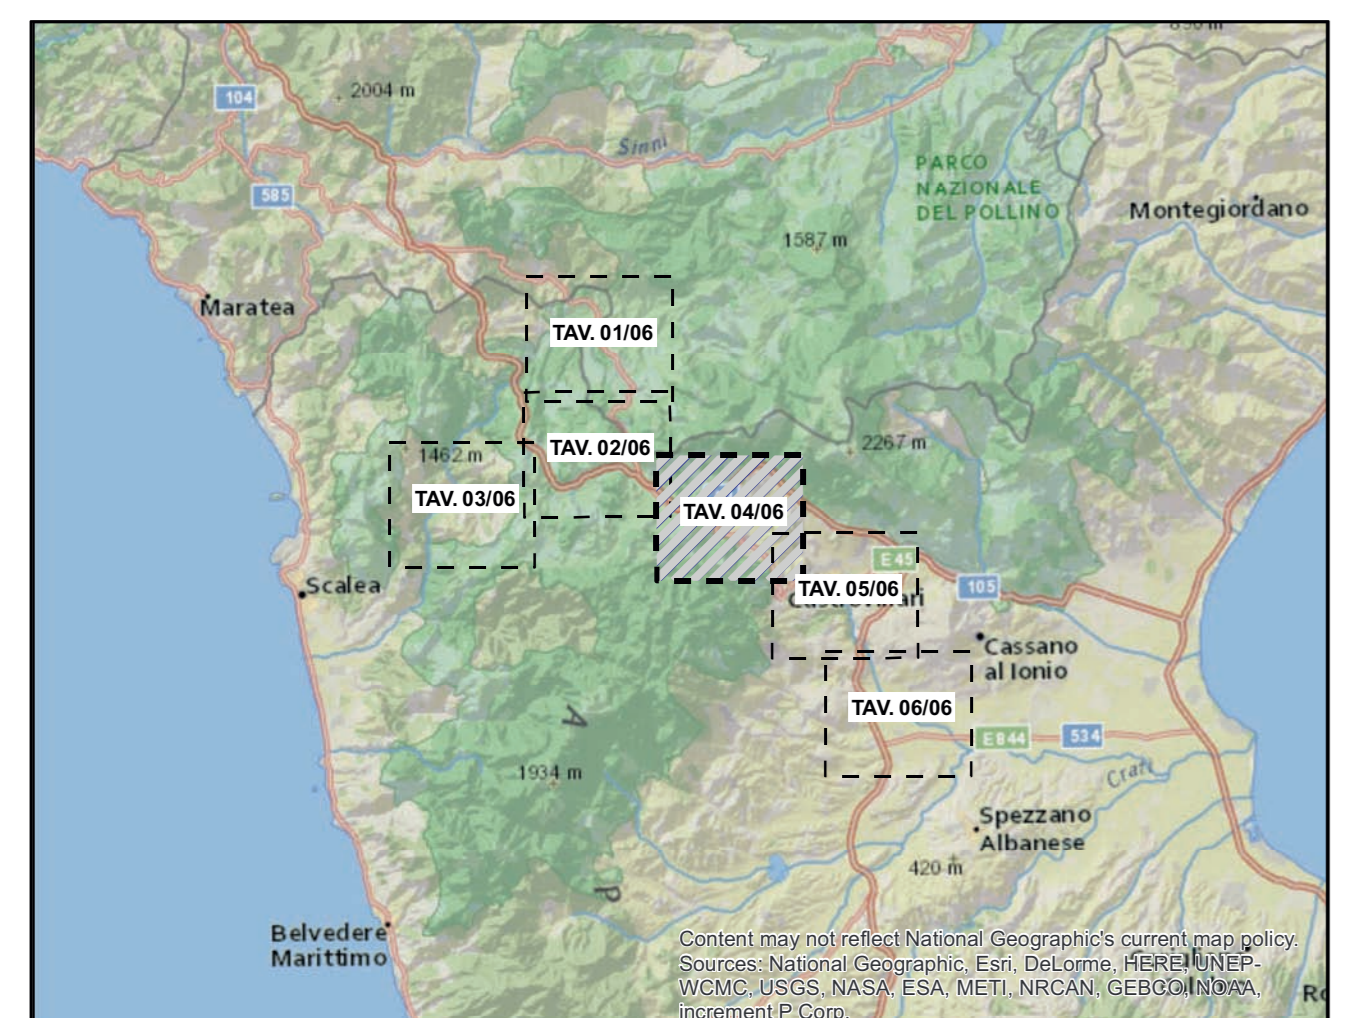 104
2004 m
Sinni
585
PARCO
NAZIONALE
DEL POLLINO
Montegiordano
1587 m
Maratea
TAV. 01/06
TAV. 02/06
2267 m
1462 m
TAV. 03/06
TAV. 04/06
E45
TAV. 05/06
105
Scalea
Cassano
al Ionio
TAV. 06/06
A
E844
534
1934 m
Crati
Spezzano
Albanese
420 m
P
Belvedere
Marittimo
Content may not reflect National Geographic's current map policy.
Sources: National Geographic, Esri, DeLorme, HERE, UNEP-
WCMC, USGS, NASA, ESA, METI, NRCAN, GEBCO, NOAA,
increment P Corp.